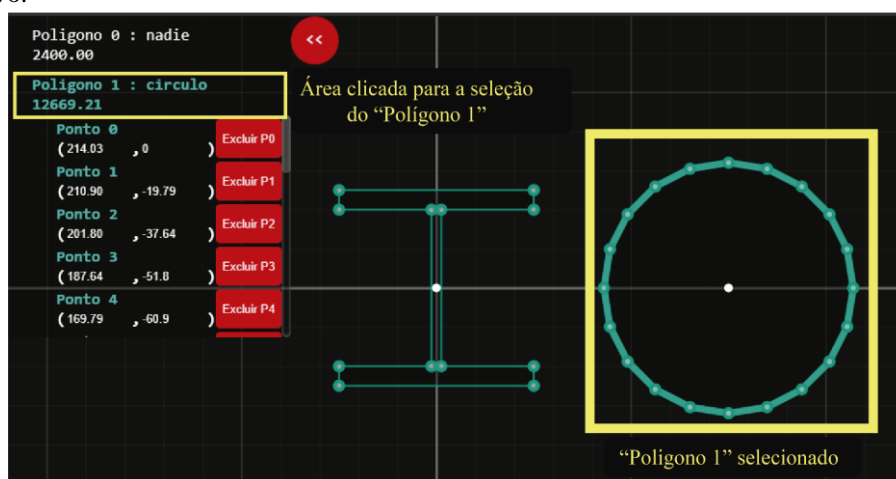 Poligono 0 : nadie
2400.00
<<
Poligono 1 : circulo
12669.21
Área clicada para a seleção
do “Polígono 1”
Ponto 0
( 214.03 , 0 ) Excluir P0
Ponto 1
( 210.90 , -19.79 ) Excluir P1
Ponto 2
( 201.80 , -37.64 ) Excluir P2
Ponto 3
( 187.64 , -51.8 ) Excluir P3
Ponto 4
( 169.79 , -60.9 ) Excluir P4
“Poligono 1” selecionado